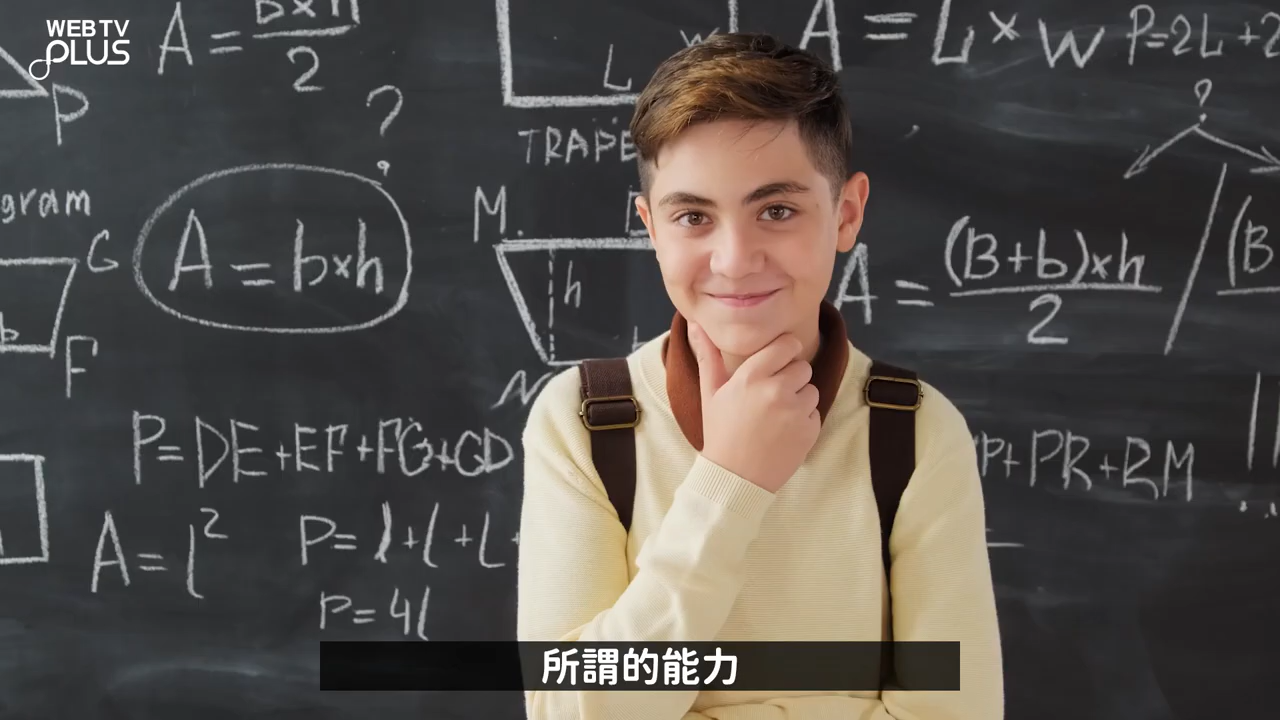 WEB TV
PLUS
A = b×h / 2
L
W
A = L × W
P=2L+2
P
?
TRAPE
?
gram
G
A = b×h
M
h
A = (B+b)×h / 2
(B
b
F
N
P=DE+EF+FG+GD
P+PR+RM
A = l²
P= l+l+L+
P=4l
所謂的能力